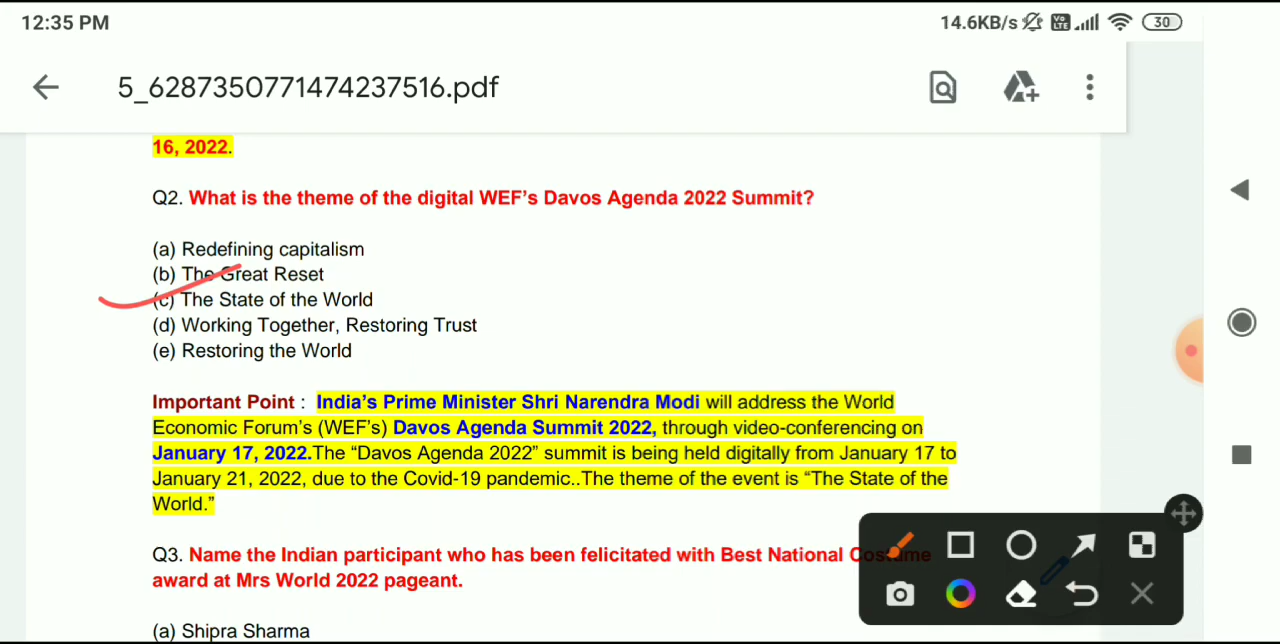 12:35 PM
14.6KB/s Vo LTE 30
5_6287350771474237516.pdf
16, 2022.
Q2. What is the theme of the digital WEF’s Davos Agenda 2022 Summit?
(a) Redefining capitalism
(b) The Great Reset
(c) The State of the World
(d) Working Together, Restoring Trust
(e) Restoring the World
Important Point : India’s Prime Minister Shri Narendra Modi will address the World
Economic Forum’s (WEF’s) Davos Agenda Summit 2022, through video-conferencing on
January 17, 2022.The “Davos Agenda 2022” summit is being held digitally from January 17 to
January 21, 2022, due to the Covid-19 pandemic..The theme of the event is “The State of the
World.”
Q3. Name the Indian participant who has been felicitated with Best National Costume
award at Mrs World 2022 pageant.
(a) Shipra Sharma